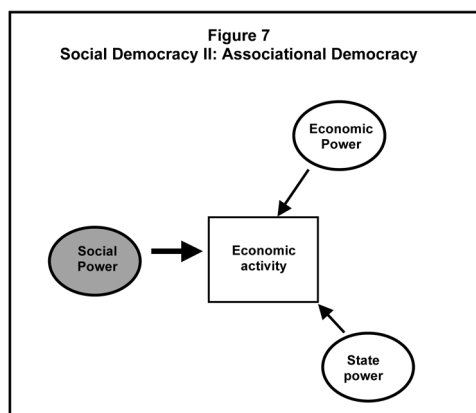 Figure 7
Social Democracy II: Associational Democracy
Economic
Power
Social
Power
Economic
activity
State
power